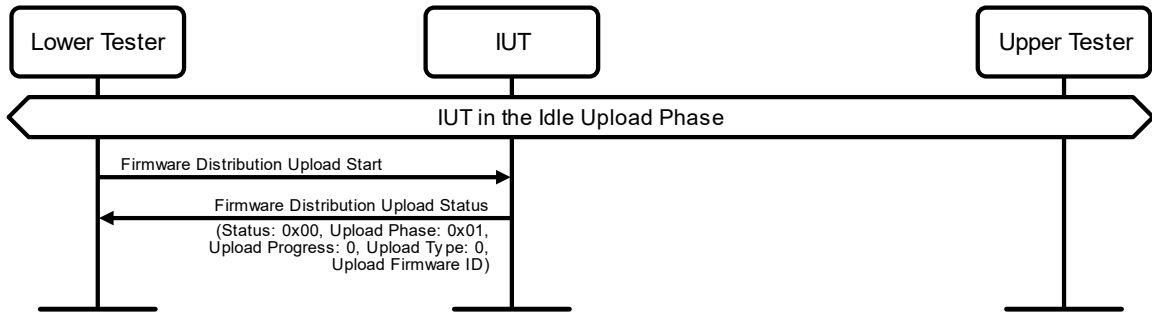 Lower Tester
IUT
Upper Tester
IUT in the Idle Upload Phase
Firmware Distribution Upload Start
Firmware Distribution Upload Status
(Status: 0x00, Upload Phase: 0x01,
Upload Progress: 0, Upload Type: 0,
Upload Firmware ID)